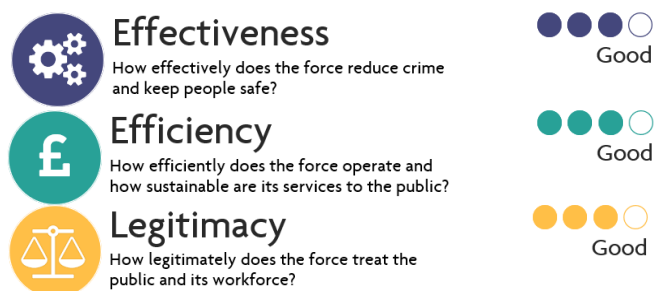 Effectiveness
How effectively does the force reduce crime
and keep people safe?
Good
£
Efficiency
How efficiently does the force operate and
how sustainable are its services to the public?
Good
Legitimacy
How legitimately does the force treat the
public and its workforce?
Good